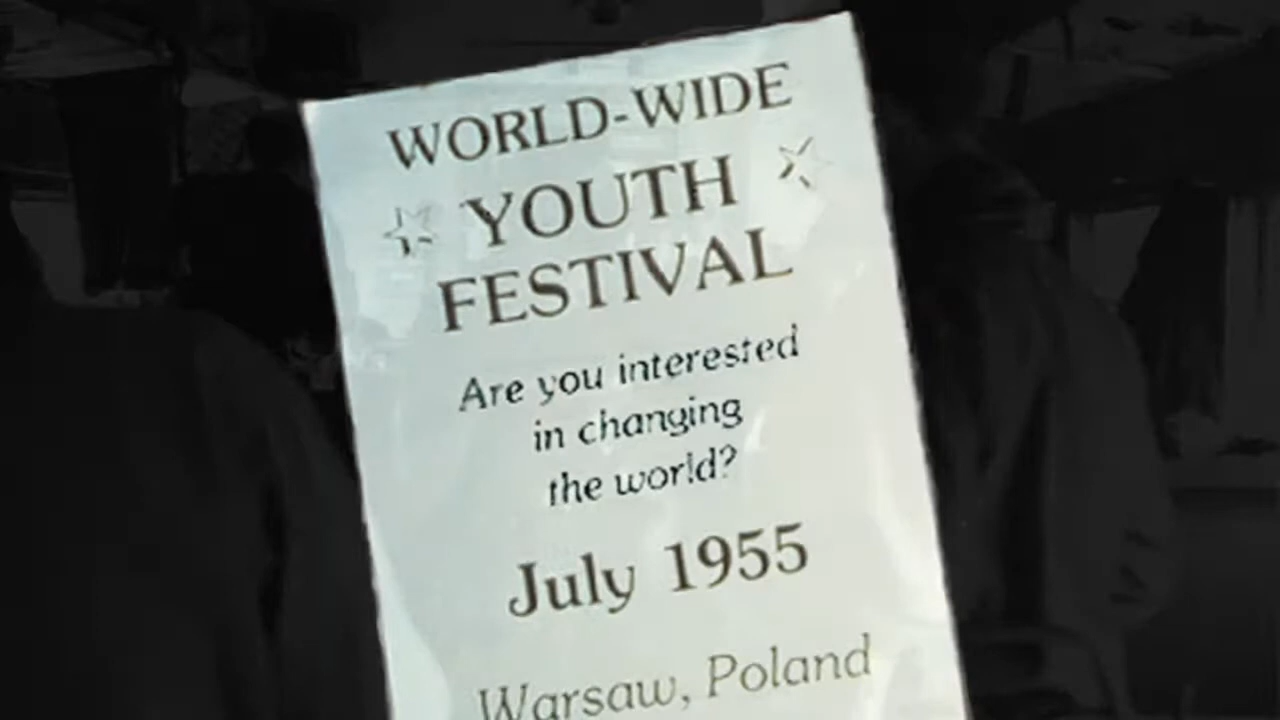 WORLD-WIDE
YOUTH
FESTIVAL
Are you interested
in changing
the world?
July 1955
Warsaw, Poland